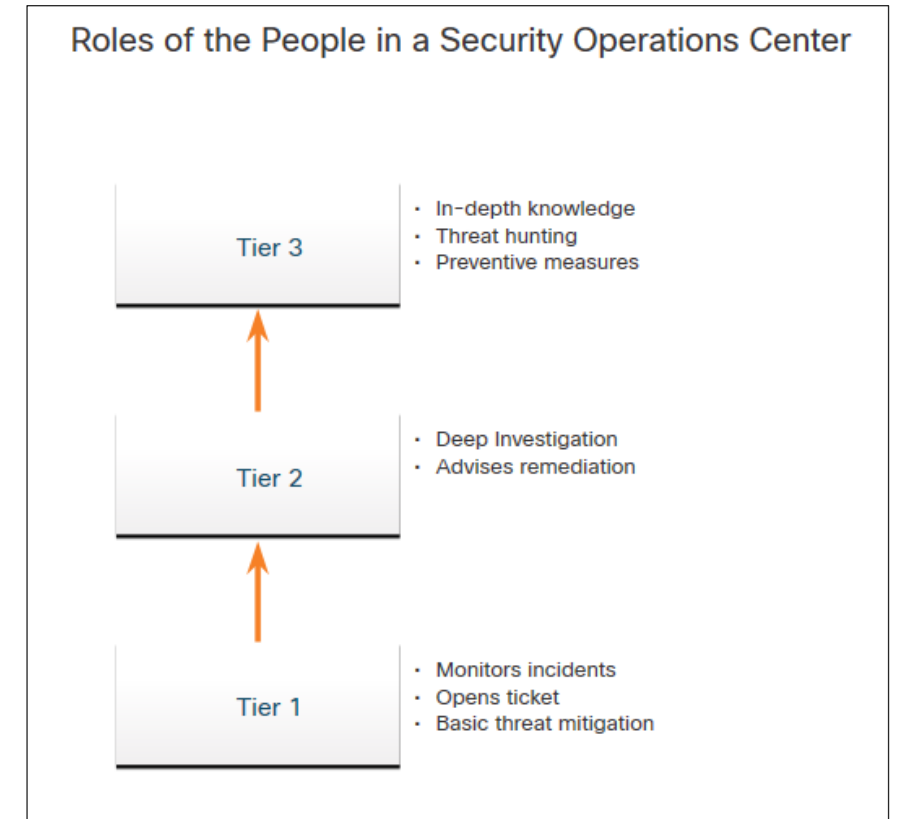 Roles of the People in a Security Operations Center
Tier 3
· In-depth knowledge
· Threat hunting
· Preventive measures
Tier 2
· Deep Investigation
· Advises remediation
Tier 1
· Monitors incidents
· Opens ticket
· Basic threat mitigation